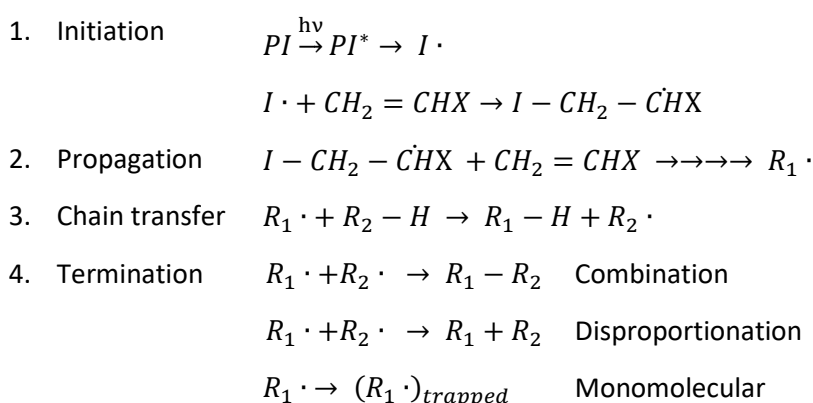 1. Initiation PI hν→ PI* → I ·
I · + CH₂ = CHX → I − CH₂ − ĊHX
2. Propagation I − CH₂ − ĊHX + CH₂ = CHX →→→→ R₁ ·
3. Chain transfer R₁ · + R₂ − H → R₁ − H + R₂ ·
4. Termination R₁ · +R₂ · → R₁ − R₂ Combination
R₁ · +R₂ · → R₁ + R₂ Disproportionation
R₁ · → (R₁ ·)trapped Monomolecular